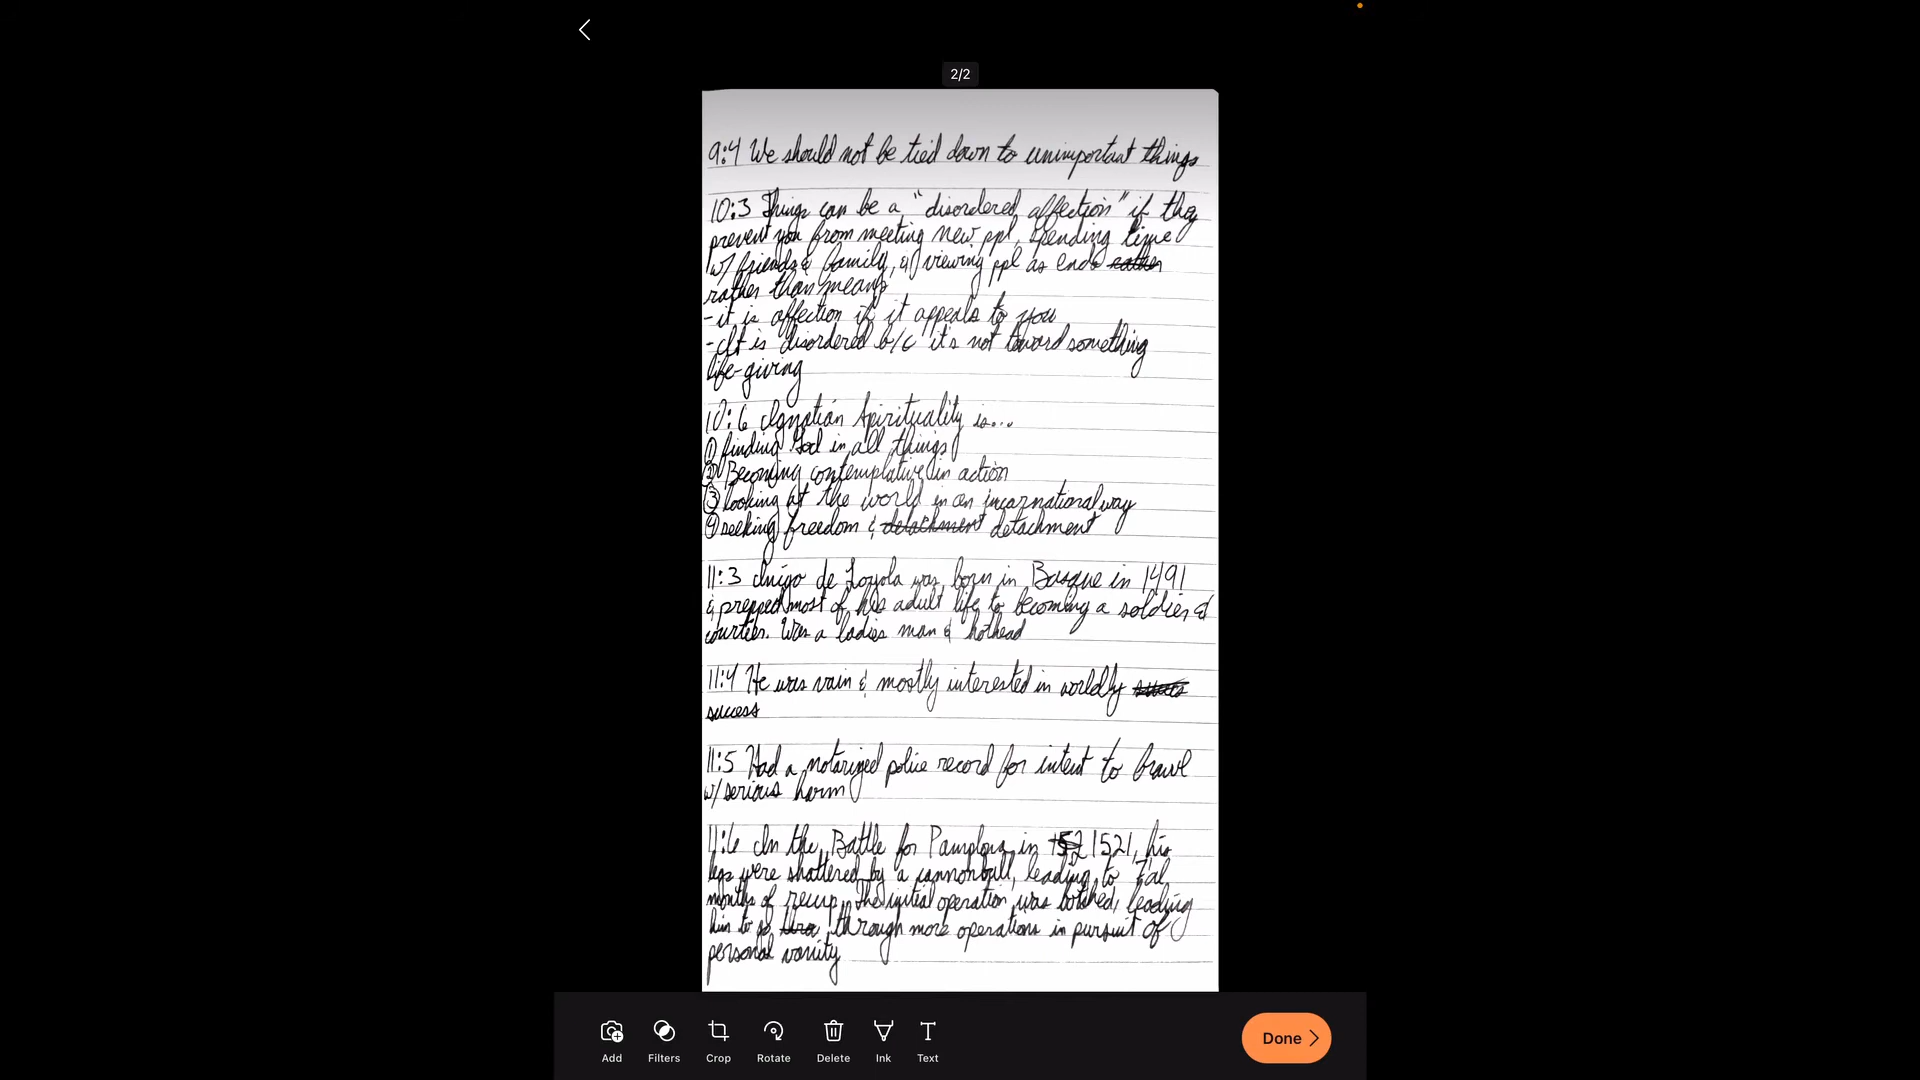 2/2
9:4 We should not be tied down to unimportant things
10:3 Things can be a "disordered affection" if they
prevent you from meeting new ppl, spending time
w/ friends & family, & viewing ppl as ends rather
rather than means
-it is affection if it appeals to you
-It is disordered b/c it's not toward something
life-giving
10:6 Ignatian Spirituality is...
① finding God in all things
② Becoming contemplative in action
③ looking at the world in an incarnational way
④ seeking freedom & detachment detachment
11:3 Inigo de Loyola was born in Basque in 1491
& prepped most of his adult life to becoming a soldier &
courtier. Was a ladies man & hothead
11:4 He was vain & mostly interested in worldly
success
11:5 Had a notarized police record for intent to brawl
w/ serious harm
11:6 In the Battle for Pamplona in 152 1521, his
legs were shattered by a cannonball, leading to
months of recup. The initial operation was botched, leading
him to go thro through more operations in pursuit of
personal vanity
Add
Filters
Crop
Rotate
Delete
Ink
Text
Done